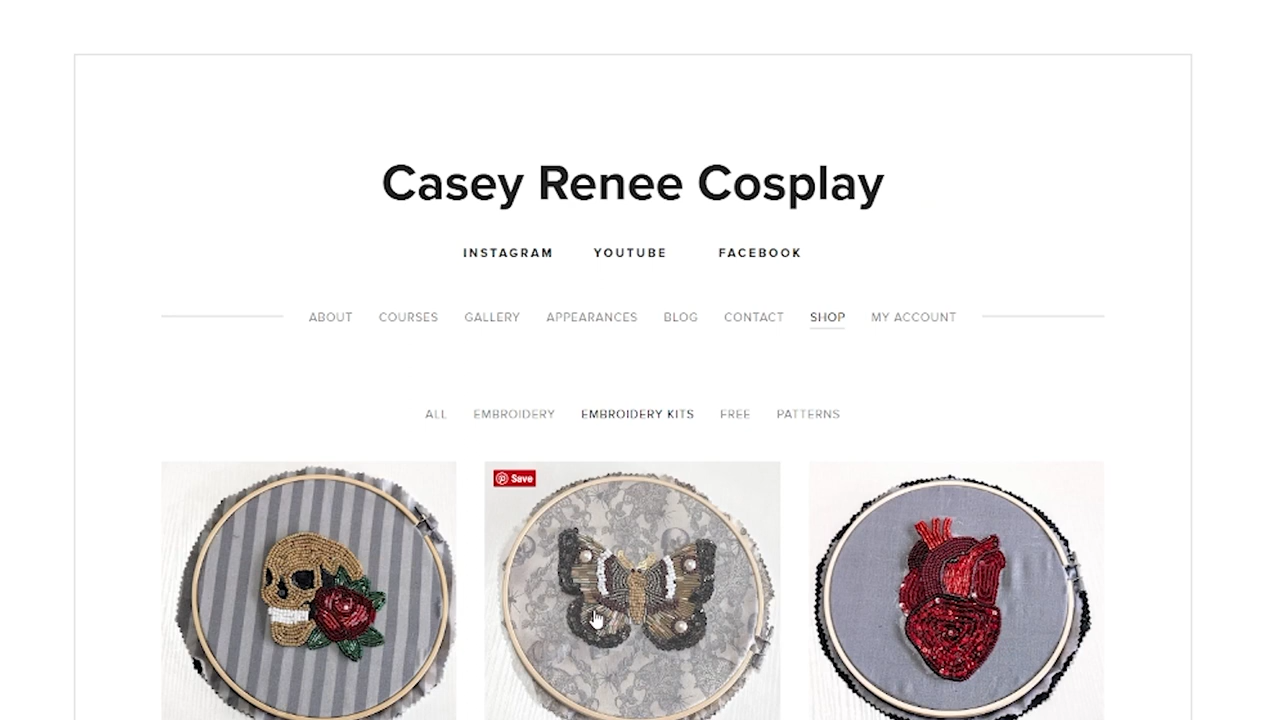 Casey Renee Cosplay
INSTAGRAM YOUTUBE FACEBOOK
ABOUT COURSES GALLERY APPEARANCES BLOG CONTACT SHOP MY ACCOUNT
ALL EMBROIDERY EMBROIDERY KITS FREE PATTERNS
Save